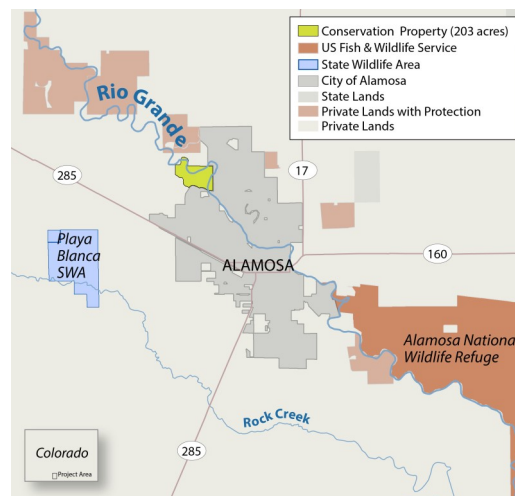 Conservation Property (203 acres)
US Fish & Wildlife Service
State Wildlife Area
City of Alamosa
State Lands
Private Lands with Protection
Private Lands
Rio Grande
285
17
Playa
Blanca
SWA
ALAMOSA
160
Alamosa National
Wildlife Refuge
Rock Creek
285
Colorado
Project Area